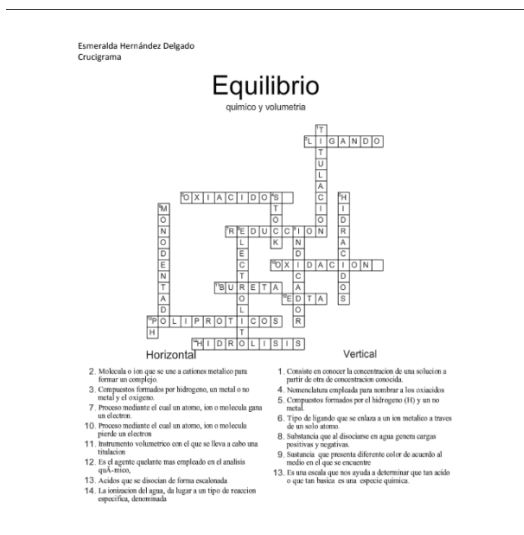 Esmeralda Hernández Delgado
Crucigrama
Equilibrio
quimico y volumetria
LIGANDO
TITULACION
OXIACIDOS
STOCK
HIDRACIDOS
MONODENTADO
REDUCCION
ELECTROLITO
INDICADOR
OXIDACION
BURETA
EDTA
POLIPROTICOS
PH
HIDROLISIS
Horizontal
2. Molecula o ion que se une a cationes metalico para
formar un complejo.
3. Compuestos formados por hidrogeno, un metal o no
metal y el oxigeno.
7. Proceso mediante el cual un atomo, ion o molecula gana
un electron.
10. Proceso mediante el cual un atomo, ion o molecula
pierde un electron
11. Instrumento volumetrico con el que se lleva a cabo una
titulacion
12. Es el agente quelante mas empleado en el analisis
quÃ-mico,
13. Acidos que se disocian de forma escalonada
14. La ionizacion del agua, da lugar a un tipo de reaccion
especifica, denominada
Vertical
1. Consiste en conocer la concentracion de una solucion a
partir de otra de concentracion conocida.
4. Nomenclatura empleada para nombrar a los oxiacidos
5. Compuestos formados por el hidrogeno (H) y un no
metal.
6. Tipo de ligando que se enlaza a un ion metalico a traves
de un solo atomo.
8. Substancia que al disociarse en agua genera cargas
positivas y negativas.
9. Sustancia que presenta diferente color de acuerdo al
medio en el que se encuentre
13. Es una escala que nos ayuda a determinar que tan acido
o que tan basica es una especie quimica.